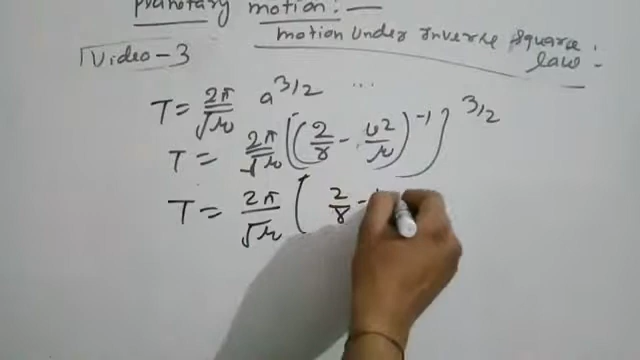 Planetary motion :—
motion under inverse square
law :-
Video-3
T = 2π/√μ a^3/2 ...
T = 2π/√μ ((2/r - v²/μ)^-1)^3/2
T = 2π/√μ ( 2/r -